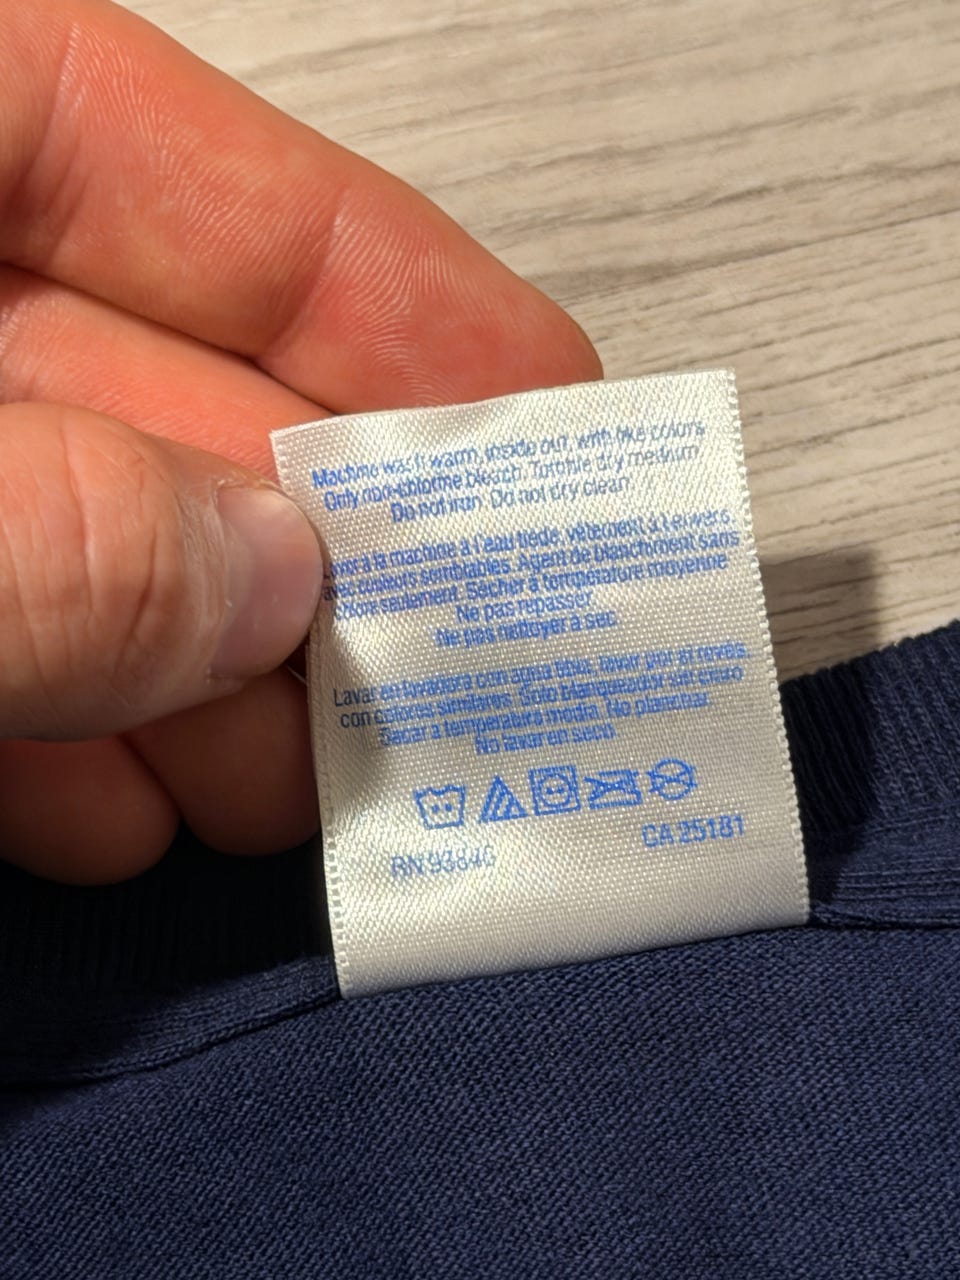 Machine wash warm, inside out, with like colors
Only non-chlorine bleach. Tumble dry medium
Do not iron. Do not dry clean
à la machine à l'eau tiède, vêtement à l'envers,
couleurs semblables. Agent de blanchiment sans
chlore seulement. Sécher à température moyenne
Ne pas repasser
Ne pas nettoyer à sec
Lavar en lavadora con agua tibia, lavar por el revés,
con colores similares. Solo blanqueador sin cloro
Secar a temperatura media. No planchar.
No lavar en seco.
RN 93846 CA 25181